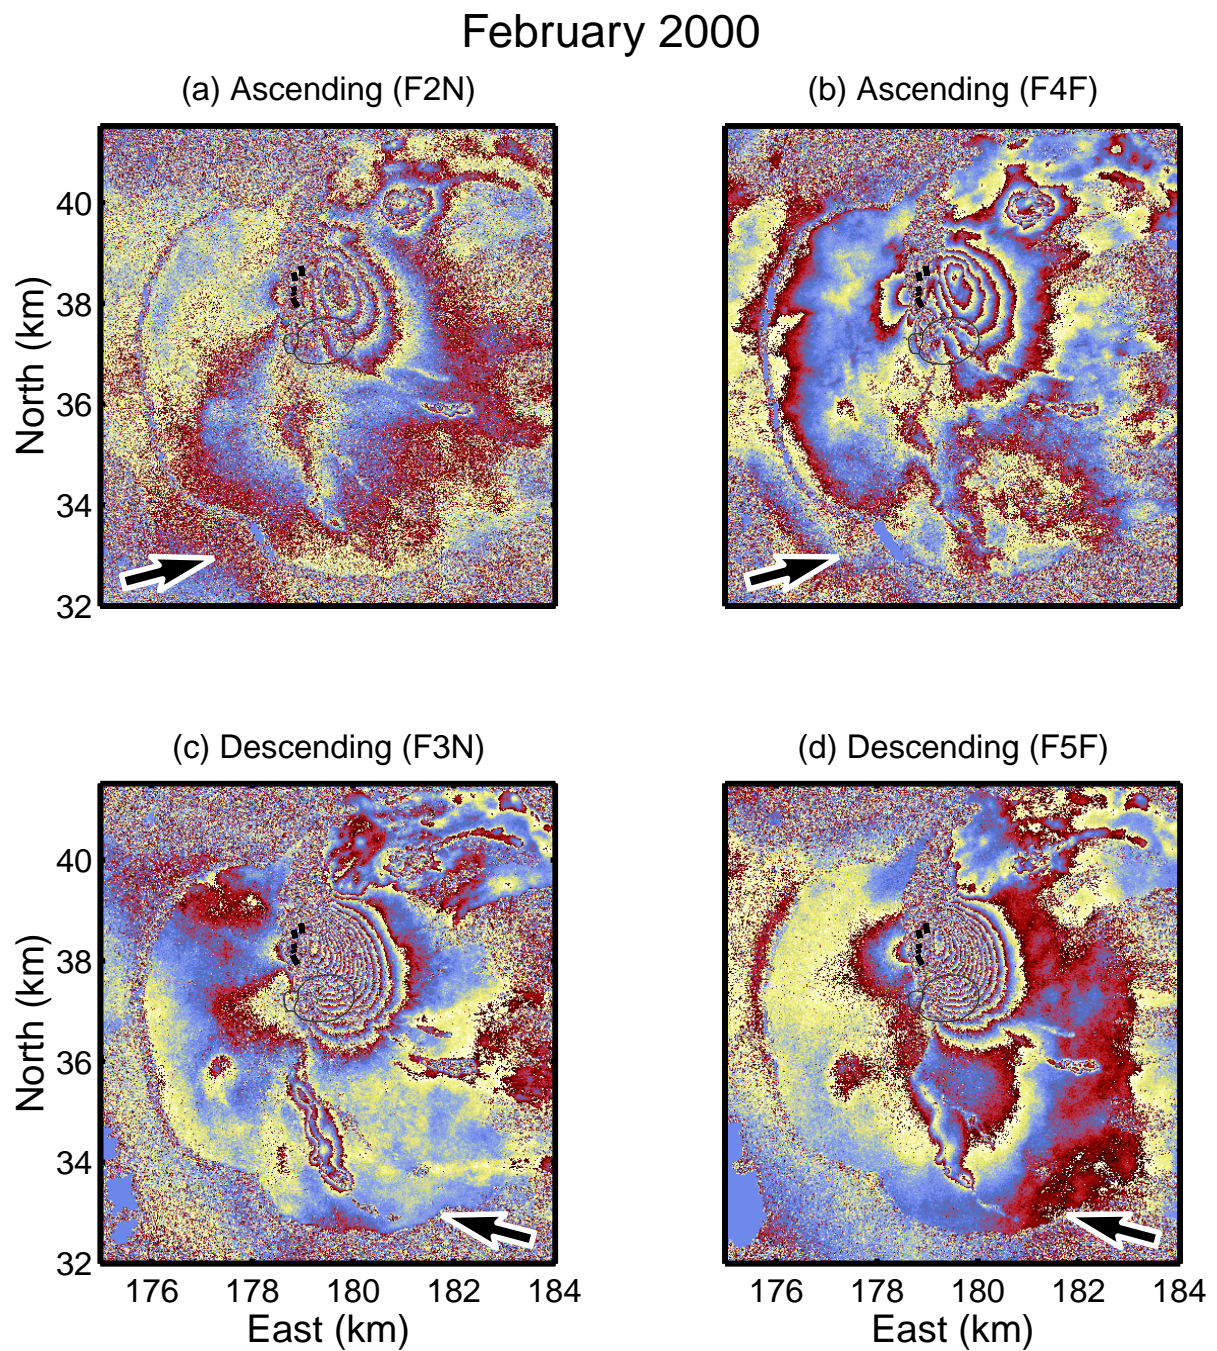 February 2000
(a) Ascending (F2N)
(b) Ascending (F4F)
North (km)
40
38
36
34
32
(c) Descending (F3N)
(d) Descending (F5F)
North (km)
40
38
36
34
32
176 178 180 182 184
176 178 180 182 184
East (km)
East (km)